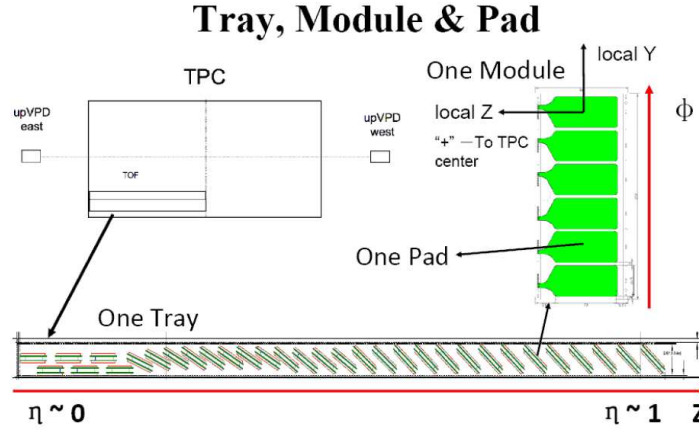 Tray, Module & Pad
TPC
One Module
local Y
upVPD
east
upVPD
west
local Z
ϕ
"+" —To TPC
center
TOF
One Pad
One Tray
η ~ 0
η ~ 1
Z